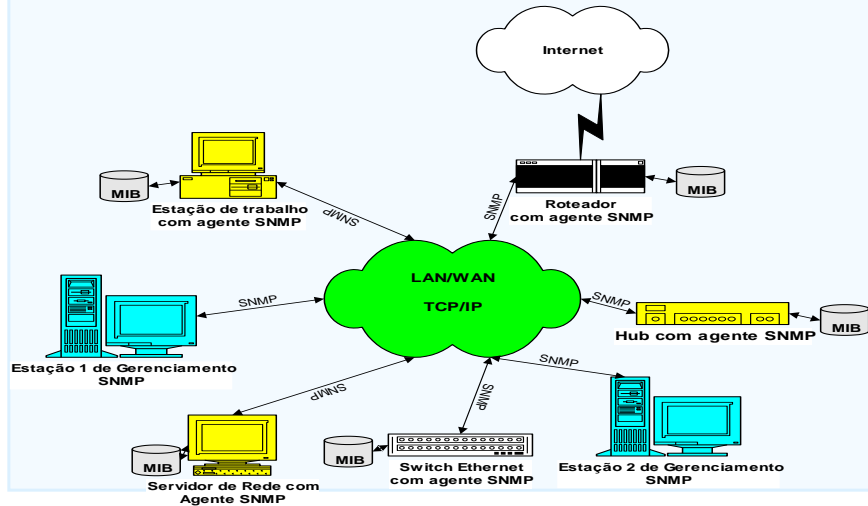 Internet
MIB
Estação de trabalho
com agente SNMP
SNMP
SNMP
Roteador
com agente SNMP
MIB
LAN/WAN
TCP/IP
SNMP
SNMP
Hub com agente SNMP
MIB
Estação 1 de Gerenciamento
SNMP
SNMP
SNMP
SNMP
MIB
Servidor de Rede com
Agente SNMP
MIB
Switch Ethernet
com agente SNMP
Estação 2 de Gerenciamento
SNMP